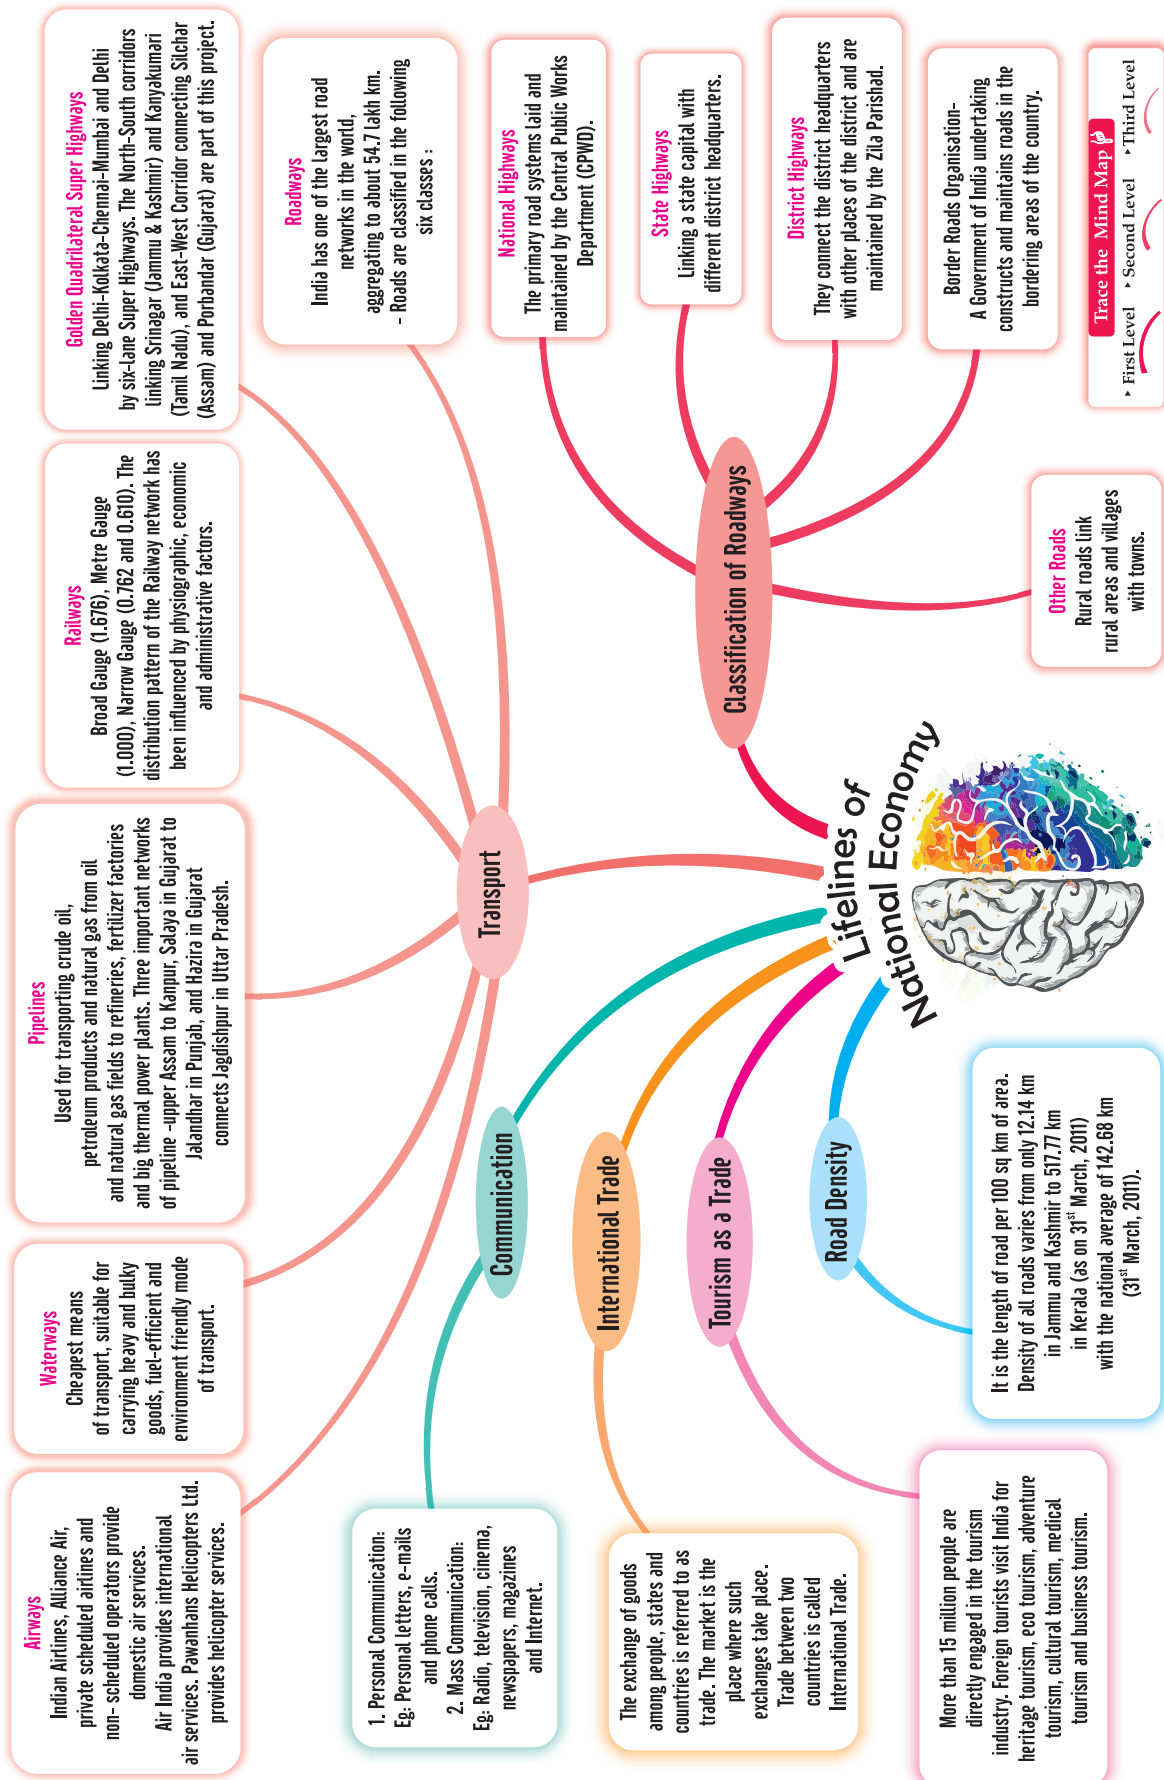 Airways
Indian Airlines, Alliance Air,
private scheduled airlines and
non- scheduled operators provide
domestic air services.
Air India provides international
air services. Pawanhans Helicopters Ltd.
provides helicopter services.
Waterways
Cheapest means
of transport, suitable for
carrying heavy and bulky
goods, fuel-efficient and
environment friendly mode
of transport.
Pipelines
Used for transporting crude oil,
petroleum products and natural gas from oil
and natural gas fields to refineries, fertilizer factories
and big thermal power plants. Three important networks
of pipeline -upper Assam to Kanpur, Salaya in Gujarat to
Jalandhar in Punjab, and Hazira in Gujarat
connects Jagdishpur in Uttar Pradesh.
Railways
Broad Gauge (1.676), Metre Gauge
(1.000), Narrow Gauge (0.762 and 0.610). The
distribution pattern of the Railway network has
been influenced by physiographic, economic
and administrative factors.
Golden Quadrilateral Super Highways
Linking Delhi-Kolkata-Chennai-Mumbai and Delhi
by six-lane Super Highways. The North-South corridors
linking Srinagar (Jammu & Kashmir) and Kanyakumari
(Tamil Nadu), and East-West Corridor connecting Silchar
(Assam) and Porbandar (Gujarat) are part of this project.
Roadways
India has one of the largest road
networks in the world,
aggregating to about 54.7 lakh km.
- Roads are classified in the following
six classes :
Transport
National Highways
The primary road systems laid and
maintained by the Central Public Works
Department (CPWD).
State Highways
Linking a state capital with
different district headquarters.
District Highways
They connect the district headquarters
with other places of the district and are
maintained by the Zila Parishad.
Border Roads Organisation-
A Government of India undertaking
constructs and maintains roads in the
bordering areas of the country.
Other Roads
Rural roads link
rural areas and villages
with towns.
Classification of Roadways
Communication
1. Personal Communication:
Eg: Personal letters, e-mails
and phone calls.
2. Mass Communication:
Eg: Radio, television, cinema,
newspapers, magazines
and Internet.
International Trade
The exchange of goods
among people, states and
countries is referred to as
trade. The market is the
place where such
exchanges take place.
Trade between two
countries is called
International Trade.
Tourism as a Trade
More than 15 million people are
directly engaged in the tourism
industry. Foreign tourists visit India for
heritage tourism, eco tourism, adventure
tourism, cultural tourism, medical
tourism and business tourism.
Road Density
It is the length of road per 100 sq km of area.
Density of all roads varies from only 12.14 km
in Jammu and Kashmir to 517.77 km
in Kerala (as on 31st March, 2011)
with the national average of 142.68 km
(31st March, 2011).
Lifelines of
National Economy
Trace the Mind Map
▸ First Level ▸ Second Level ▸ Third Level